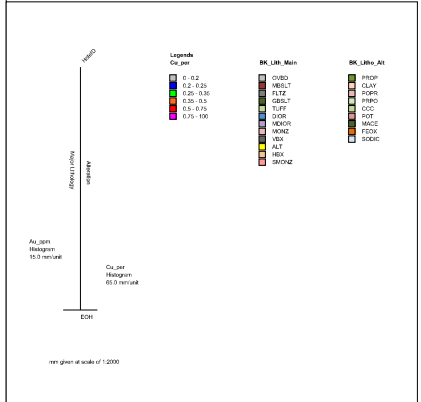 HoleID
Major Lithology
Alteration
Au_ppm
Histogram
15.0 mm/unit
Cu_per
Histogram
65.0 mm/unit
EOH
mm given at scale of 1:2000
Legends
Cu_per
0 - 0.2
0.2 - 0.25
0.25 - 0.35
0.35 - 0.5
0.5 - 0.75
0.75 - 100
BK_Lith_Main
OVBD
MBSLT
FLTZ
GBSLT
TUFF
DIOR
MDIOR
MONZ
VBX
ALT
HBX
SMONZ
BK_Litho_Alt
PROP
CLAY
POPR
PRPO
CCC
POT
MACE
FEOX
SODIC